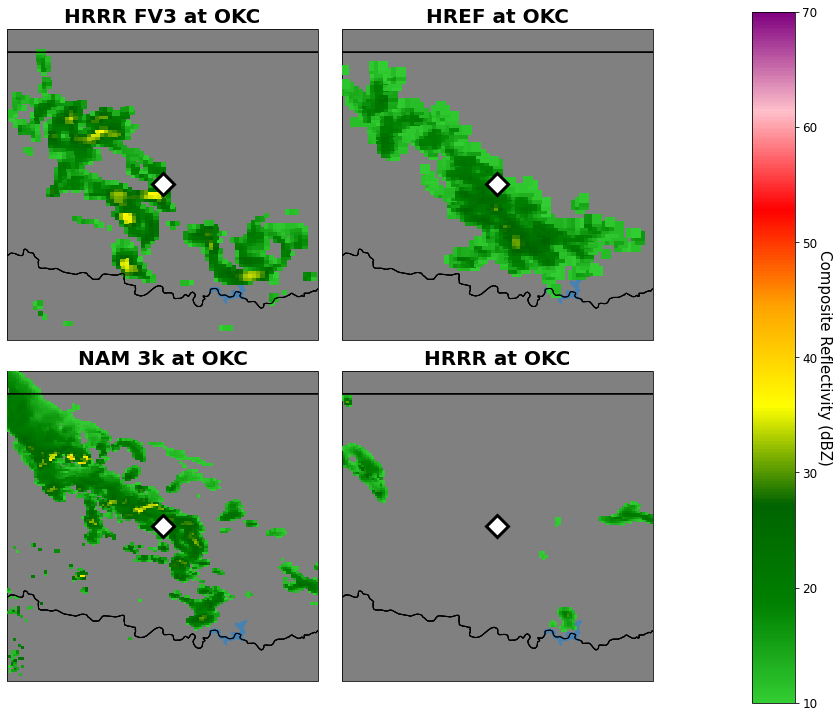 HRRR FV3 at OKC
HREF at OKC
NAM 3k at OKC
HRRR at OKC
70
60
50
40
30
20
10
Composite Reflectivity (dBZ)